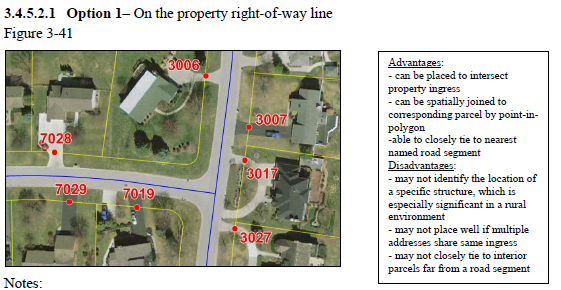 3.4.5.2.1 Option 1– On the property right-of-way line
Figure 3-41
3006
3007
7028
3017
7029
7019
3027
Advantages:
- can be placed to intersect
property ingress
- can be spatially joined to
corresponding parcel by point-in-
polygon
-able to closely tie to nearest
named road segment
Disadvantages:
- may not identify the location of
a specific structure, which is
especially significant in a rural
environment
- may not place well if multiple
addresses share same ingress
- may not closely tie to interior
parcels far from a road segment
Notes: